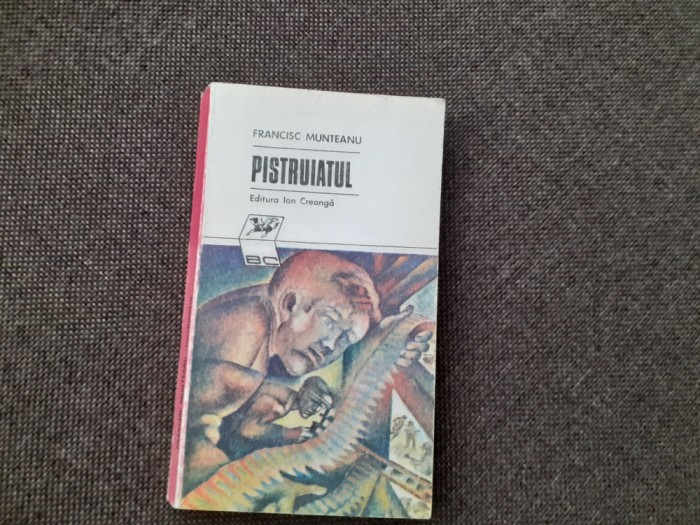 FRANCISC MUNTEANU
PISTRUIATUL
Editura Ion Creangă
BC